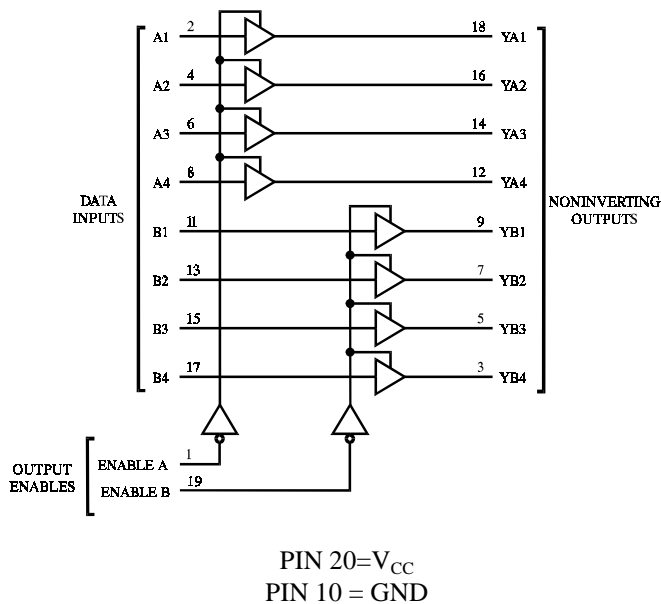 A1 2 18 YA1
A2 4 16 YA2
A3 6 14 YA3
A4 8 12 YA4
DATA
INPUTS
NONINVERTING
OUTPUTS
B1 11 9 YB1
B2 13 7 YB2
B3 15 5 YB3
B4 17 3 YB4
OUTPUT
ENABLES
ENABLE A 1
ENABLE B 19
PIN 20=VCC
PIN 10 = GND